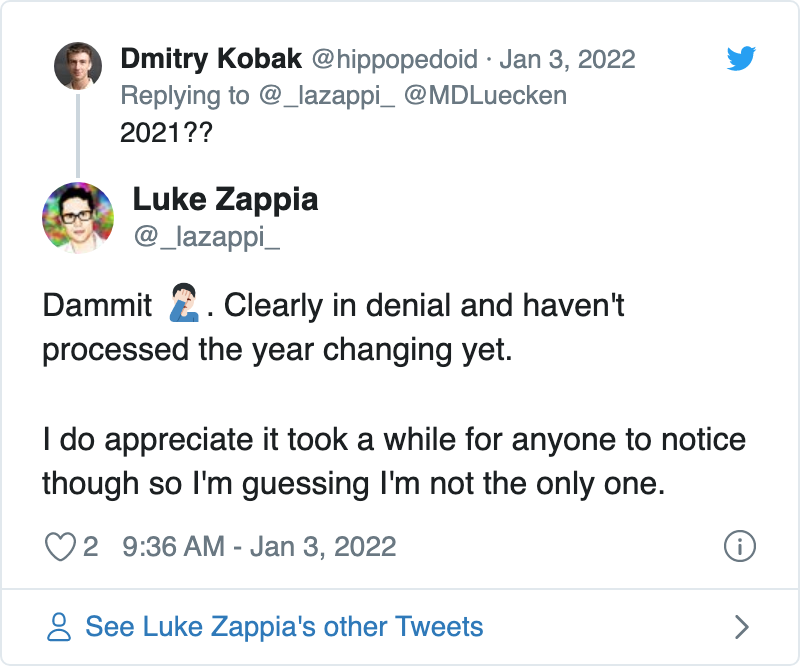 Dmitry Kobak @hippopedoid · Jan 3, 2022
Replying to @_lazappi_ @MDLuecken
2021??
Luke Zappia
@_lazappi_
Dammit 🤦🏻‍♂️. Clearly in denial and haven't
processed the year changing yet.
I do appreciate it took a while for anyone to notice
though so I'm guessing I'm not the only one.
2 9:36 AM - Jan 3, 2022
See Luke Zappia's other Tweets